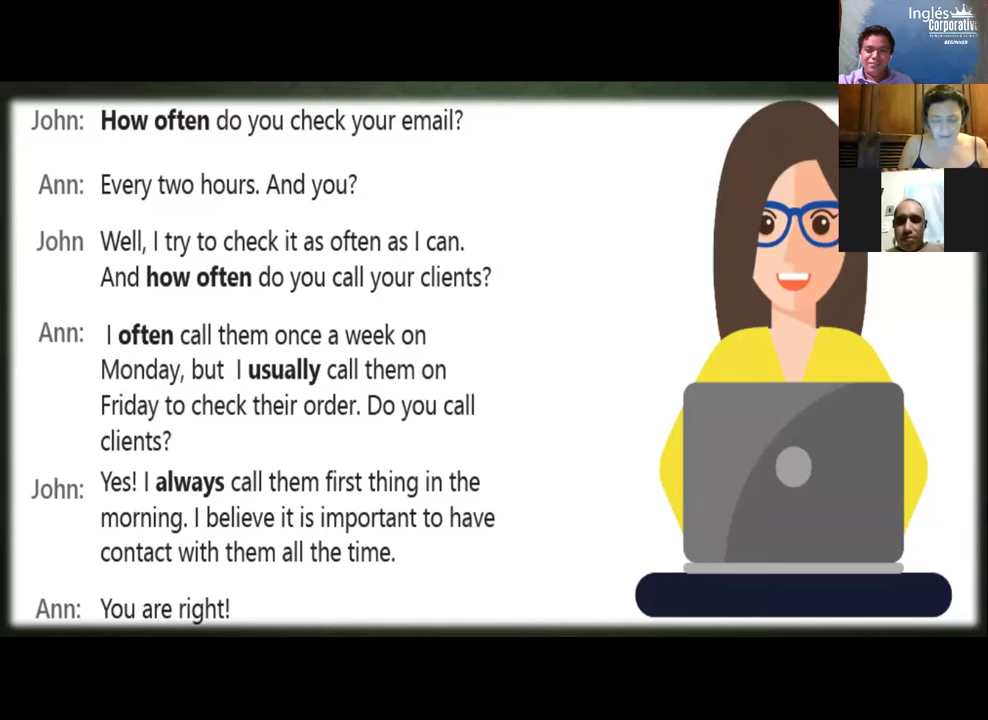 Inglés
Corporativo
BEGINNER
John: How often do you check your email?
Ann: Every two hours. And you?
John Well, I try to check it as often as I can.
And how often do you call your clients?
Ann: I often call them once a week on
Monday, but I usually call them on
Friday to check their order. Do you call
clients?
John: Yes! I always call them first thing in the
morning. I believe it is important to have
contact with them all the time.
Ann: You are right!